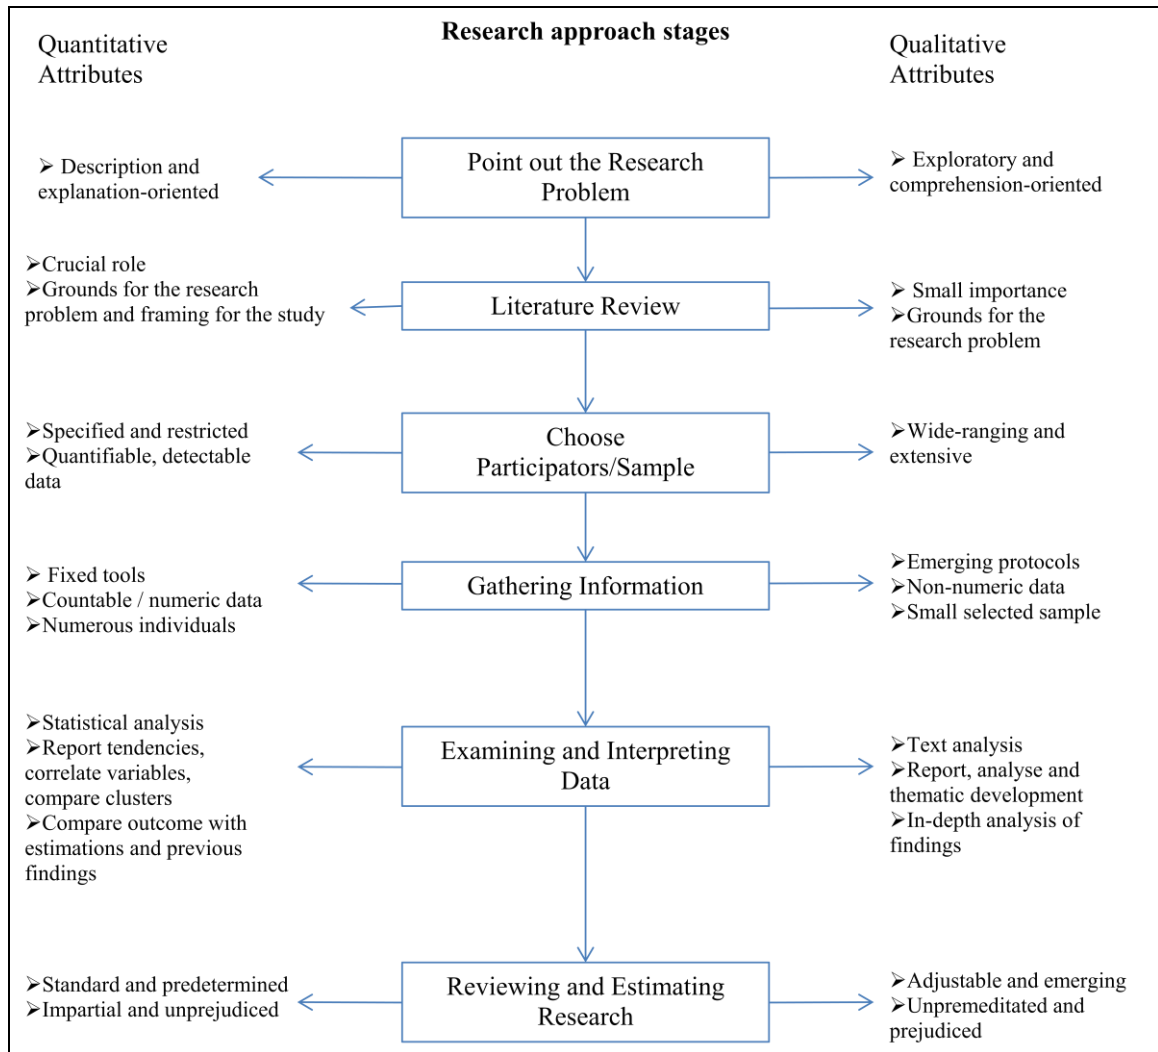 Research approach stages
Quantitative
Attributes
Qualitative
Attributes
➢ Description and
explanation-oriented
Point out the Research
Problem
➢ Exploratory and
comprehension-oriented
➢Crucial role
➢Grounds for the research
problem and framing for the study
Literature Review
➢ Small importance
➢Grounds for the
research problem
➢Specified and restricted
➢Quantifiable, detectable
data
Choose
Participators/Sample
➢Wide-ranging and
extensive
➢ Fixed tools
➢Countable / numeric data
➢Numerous individuals
Gathering Information
➢Emerging protocols
➢Non-numeric data
➢Small selected sample
➢Statistical analysis
➢Report tendencies,
correlate variables,
compare clusters
➢Compare outcome with
estimations and previous
findings
Examining and Interpreting
Data
➢Text analysis
➢Report, analyse and
thematic development
➢In-depth analysis of
findings
➢Standard and predetermined
➢Impartial and unprejudiced
Reviewing and Estimating
Research
➢Adjustable and emerging
➢Unpremeditated and
prejudiced